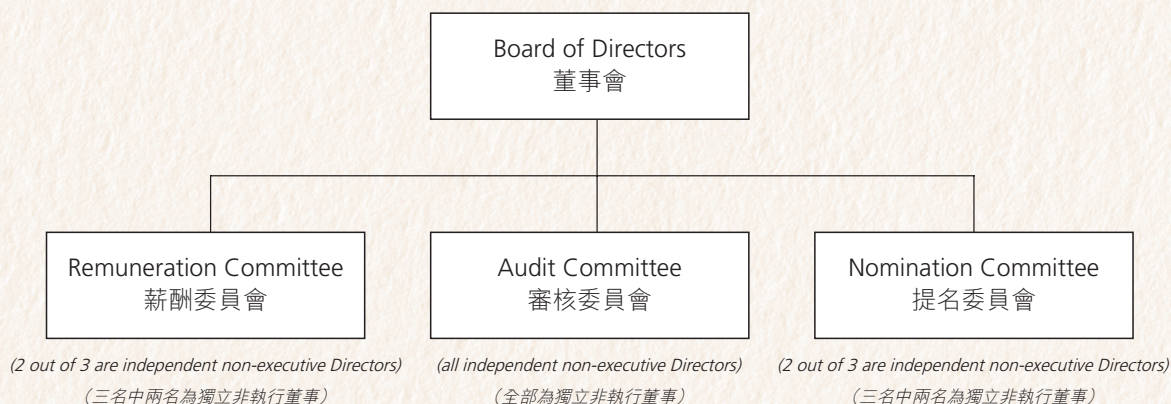 Board of Directors
董事會
Remuneration Committee
薪酬委員會
(2 out of 3 are independent non-executive Directors)
（三名中兩名為獨立非執行董事）
Audit Committee
審核委員會
(all independent non-executive Directors)
（全部為獨立非執行董事）
Nomination Committee
提名委員會
(2 out of 3 are independent non-executive Directors)
（三名中兩名為獨立非執行董事）